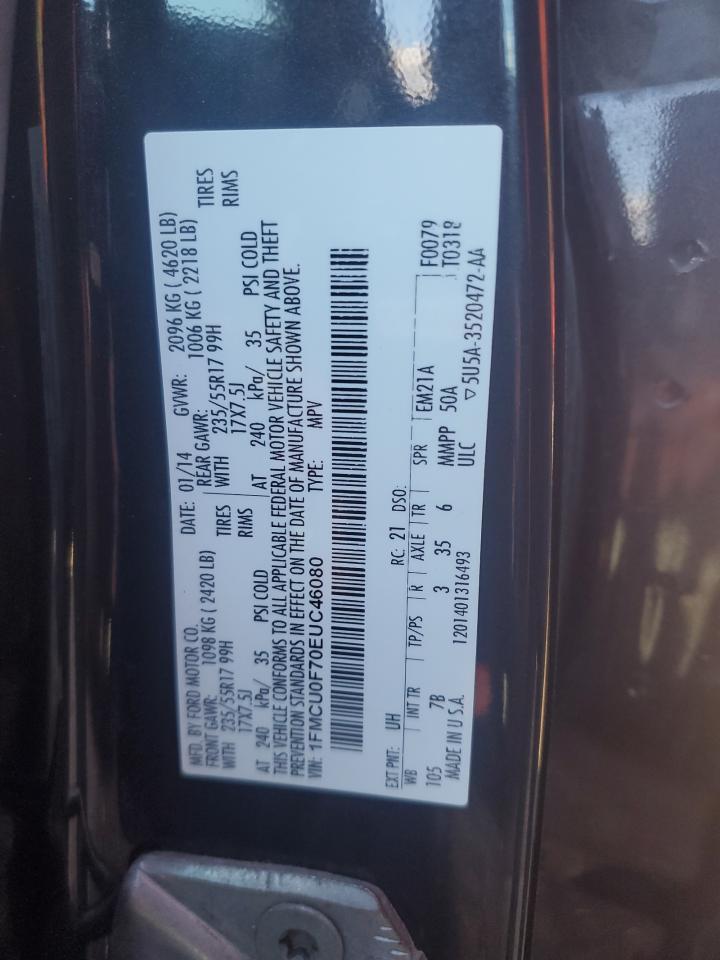 MFD. BY FORD MOTOR CO. DATE: 01/14 GVWR: 2096 KG ( 4620 LB)
FRONT GAWR: 1098 KG ( 2420 LB) REAR GAWR: 1006 KG ( 2218 LB)
WITH 235/55R17 99H TIRES WITH 235/55R17 99H TIRES
17X7.5J RIMS 17X7.5J RIMS
AT 240 kPa/ 35 PSI COLD AT 240 kPa/ 35 PSI COLD
THIS VEHICLE CONFORMS TO ALL APPLICABLE FEDERAL MOTOR VEHICLE SAFETY AND THEFT
PREVENTION STANDARDS IN EFFECT ON THE DATE OF MANUFACTURE SHOWN ABOVE.
VIN: 1FMCU0F70EUC46080 TYPE: MPV
EXT PNT: UH RC: 21 DSO: F0079
WB INT TR TP/PS R AXLE TR SPR EM21A T0318
105 7B 3 35 6 MMPP 50A
MADE IN U.S.A. 1201401316493 ULC ▽5U5A-3520472-AA